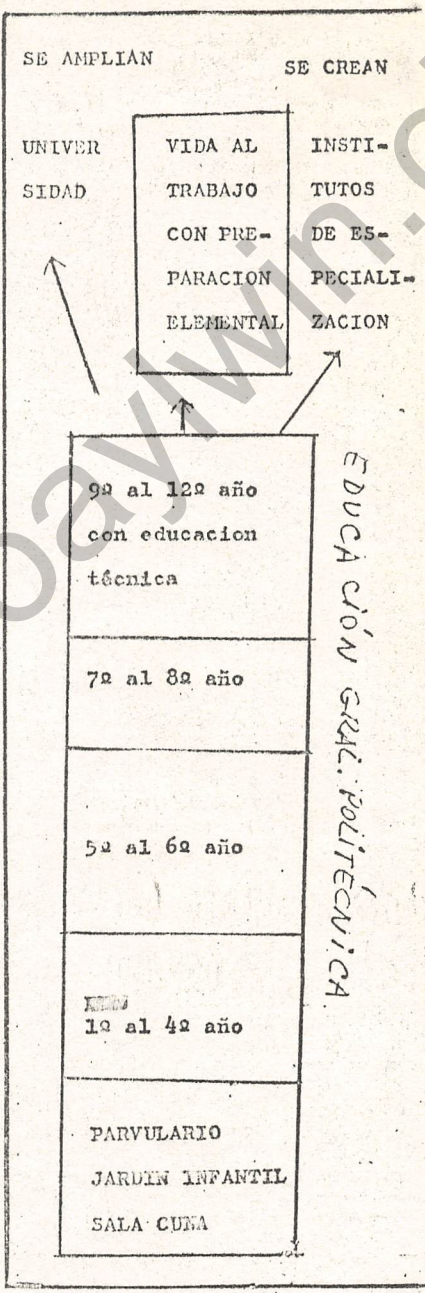 SE AMPLIAN
SE CREAN
UNIVER
SIDAD
VIDA AL
TRABAJO
CON PRE-
PARACION
ELEMENTAL
INSTI-
TUTOS
DE ES-
PECIALI-
ZACION
9º al 12º año
con educacion
técnica
7º al 8º año
5º al 6º año
1º al 4º año
PARVULARIO
JARDIN INFANTIL
SALA CUNA
EDUCACIÓN GRAL. POLITÉCNICA.